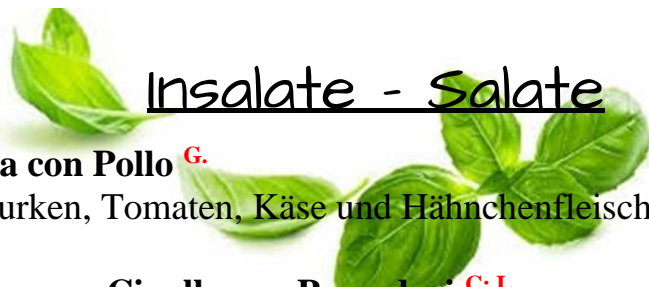 Insalate - Salate
a con Pollo G.
urken, Tomaten, Käse und Hähnchenfleisch